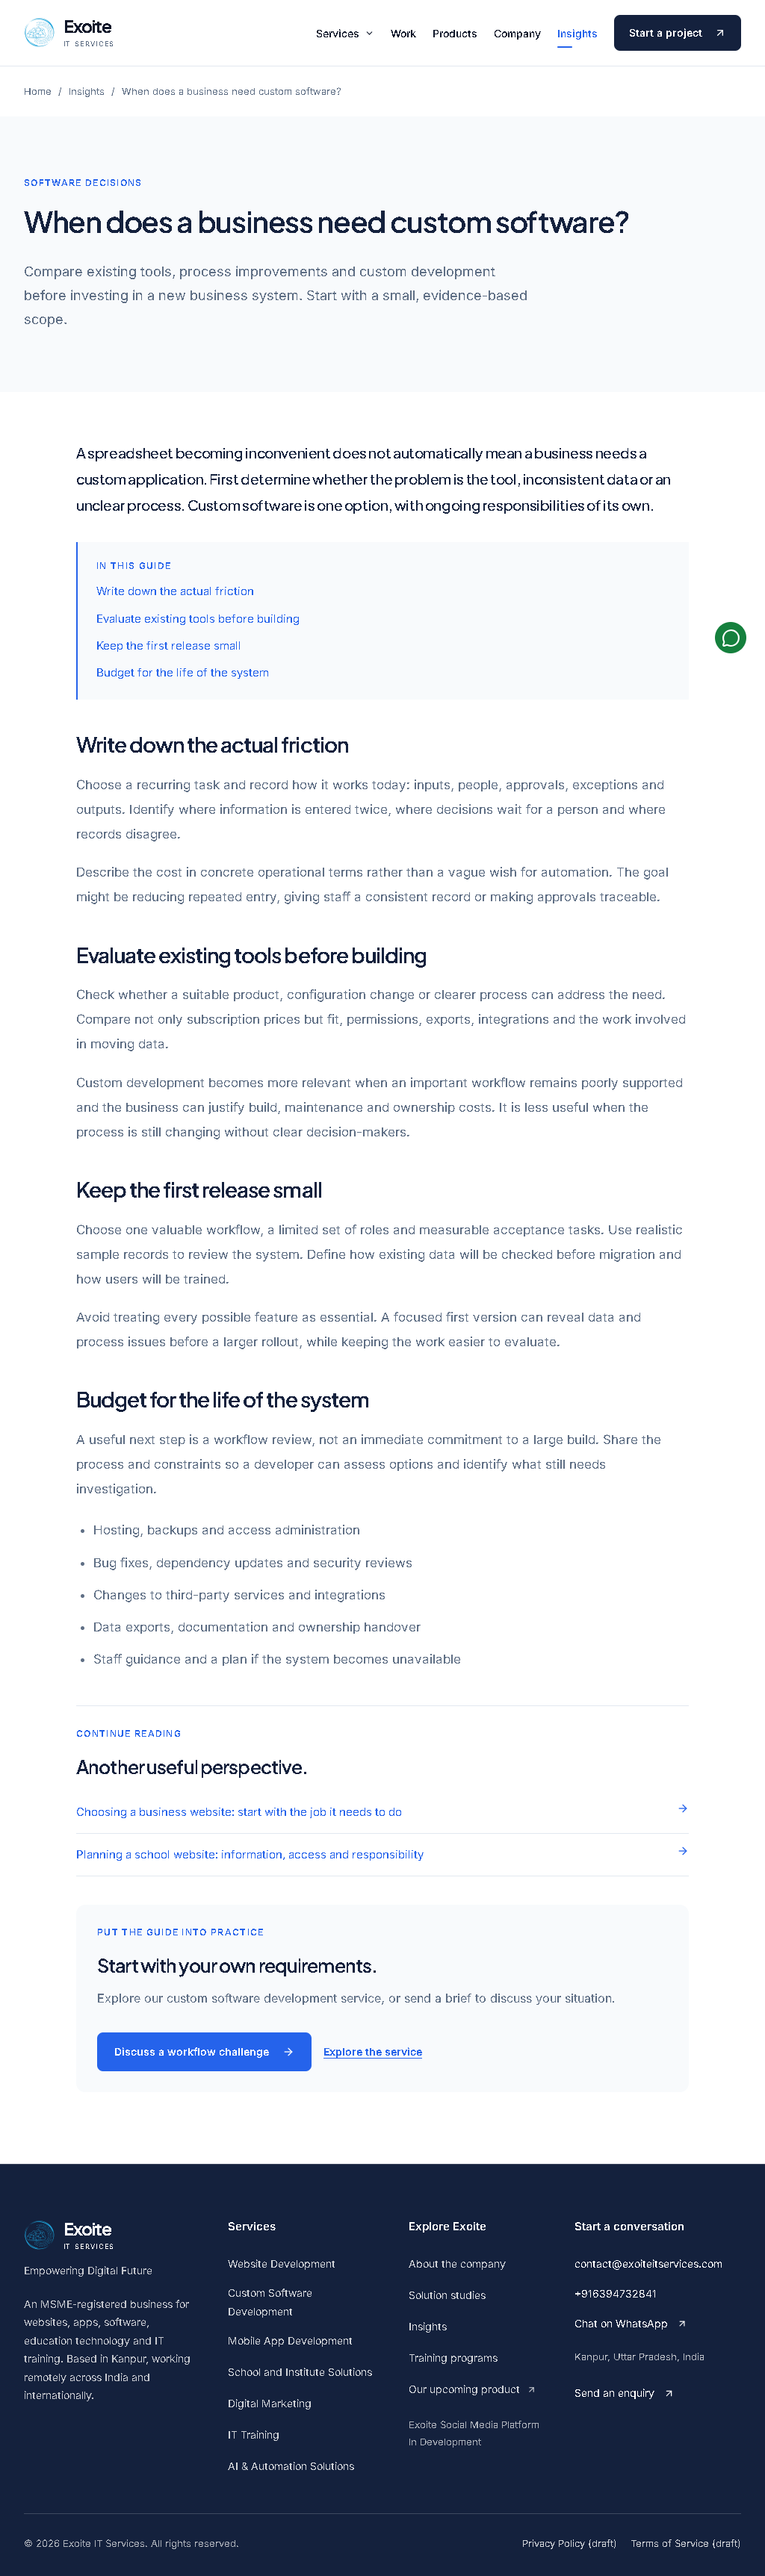 Exoite
IT SERVICES
Services
Work
Products
Company
Insights
Start a project
Home / Insights / When does a business need custom software?
SOFTWARE DECISIONS
When does a business need custom software?
Compare existing tools, process improvements and custom development
before investing in a new business system. Start with a small, evidence-based
scope.
A spreadsheet becoming inconvenient does not automatically mean a business needs a
custom application. First determine whether the problem is the tool, inconsistent data or an
unclear process. Custom software is one option, with ongoing responsibilities of its own.
IN THIS GUIDE
Write down the actual friction
Evaluate existing tools before building
Keep the first release small
Budget for the life of the system
Write down the actual friction
Choose a recurring task and record how it works today: inputs, people, approvals, exceptions and
outputs. Identify where information is entered twice, where decisions wait for a person and where
records disagree.
Describe the cost in concrete operational terms rather than a vague wish for automation. The goal
might be reducing repeated entry, giving staff a consistent record or making approvals traceable.
Evaluate existing tools before building
Check whether a suitable product, configuration change or clearer process can address the need.
Compare not only subscription prices but fit, permissions, exports, integrations and the work involved
in moving data.
Custom development becomes more relevant when an important workflow remains poorly supported
and the business can justify build, maintenance and ownership costs. It is less useful when the
process is still changing without clear decision-makers.
Keep the first release small
Choose one valuable workflow, a limited set of roles and measurable acceptance tasks. Use realistic
sample records to review the system. Define how existing data will be checked before migration and
how users will be trained.
Avoid treating every possible feature as essential. A focused first version can reveal data and
process issues before a larger rollout, while keeping the work easier to evaluate.
Budget for the life of the system
A useful next step is a workflow review, not an immediate commitment to a large build. Share the
process and constraints so a developer can assess options and identify what still needs
investigation.
• Hosting, backups and access administration
• Bug fixes, dependency updates and security reviews
• Changes to third-party services and integrations
• Data exports, documentation and ownership handover
• Staff guidance and a plan if the system becomes unavailable
CONTINUE READING
Another useful perspective.
Choosing a business website: start with the job it needs to do
Planning a school website: information, access and responsibility
PUT THE GUIDE INTO PRACTICE
Start with your own requirements.
Explore our custom software development service, or send a brief to discuss your situation.
Discuss a workflow challenge
Explore the service
Exoite
IT SERVICES
Empowering Digital Future
An MSME-registered business for
websites, apps, software,
education technology and IT
training. Based in Kanpur, working
remotely across India and
internationally.
Services
Website Development
Custom Software
Development
Mobile App Development
School and Institute Solutions
Digital Marketing
IT Training
AI & Automation Solutions
Explore Exoite
About the company
Solution studies
Insights
Training programs
Our upcoming product
Exoite Social Media Platform
In Development
Start a conversation
contact@exoiteitservices.com
+916394732841
Chat on WhatsApp
Kanpur, Uttar Pradesh, India
Send an enquiry
© 2026 Exoite IT Services. All rights reserved.
Privacy Policy (draft)
Terms of Service (draft)